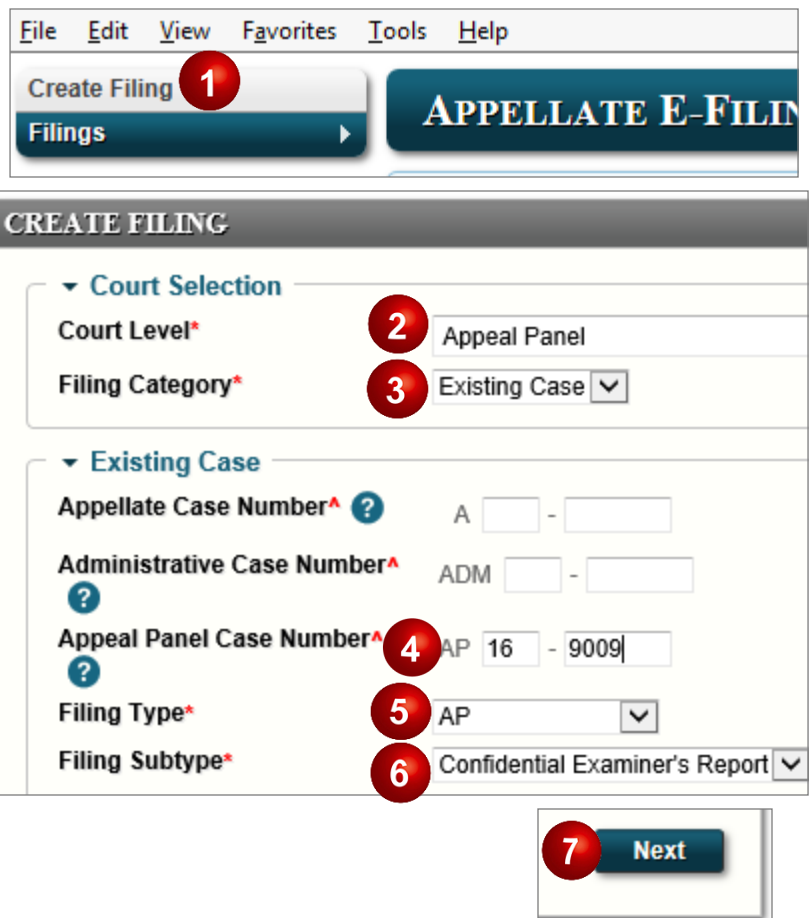 File Edit View Favorites Tools Help
Create Filing 1
Filings
APPELLATE E-FILIN
CREATE FILING
Court Selection
Court Level* 2 Appeal Panel
Filing Category* 3 Existing Case
Existing Case
Appellate Case Number^ ? A -
Administrative Case Number^ ADM -
?
Appeal Panel Case Number^ 4 AP 16 - 9009
?
Filing Type* 5 AP
Filing Subtype* 6 Confidential Examiner's Report
7 Next